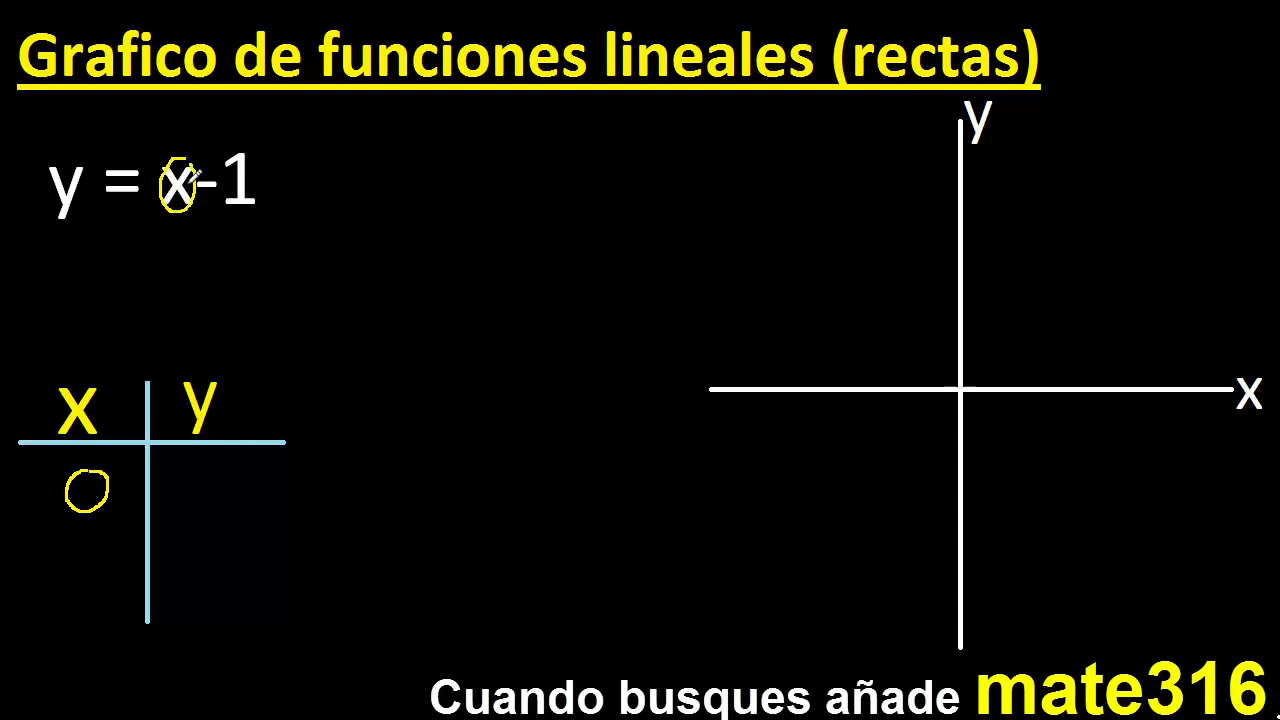 Grafico de funciones lineales (rectas)
y
y = x-1
x
x y
0
Cuando busques añade mate316